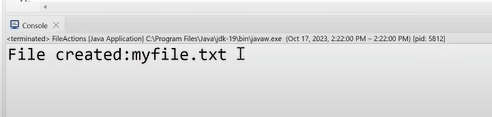 Console
<terminated> FileActions [Java Application] C:\Program Files\Java\jdk-19\bin\javaw.exe (Oct 17, 2023, 2:22:00 PM – 2:22:00 PM) [pid: 5812]
File created:myfile.txt